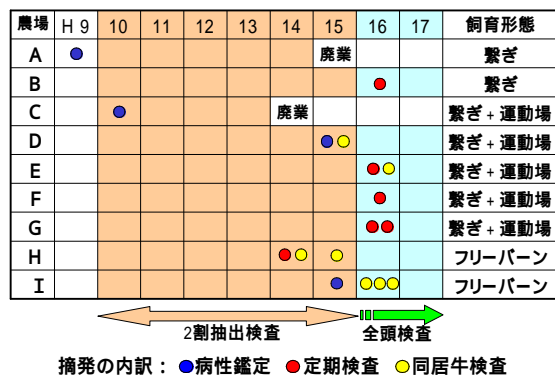 農場 H 9 10 11 12 13 14 15 16 17 飼育形態
A 廃業 繋ぎ
B 繋ぎ
C 廃業 繋ぎ + 運動場
D 繋ぎ + 運動場
E 繋ぎ + 運動場
F 繋ぎ + 運動場
G 繋ぎ + 運動場
H フリーバーン
I フリーバーン
2割抽出検査 全頭検査
摘発の内訳 : 病性鑑定 定期検査 同居牛検査